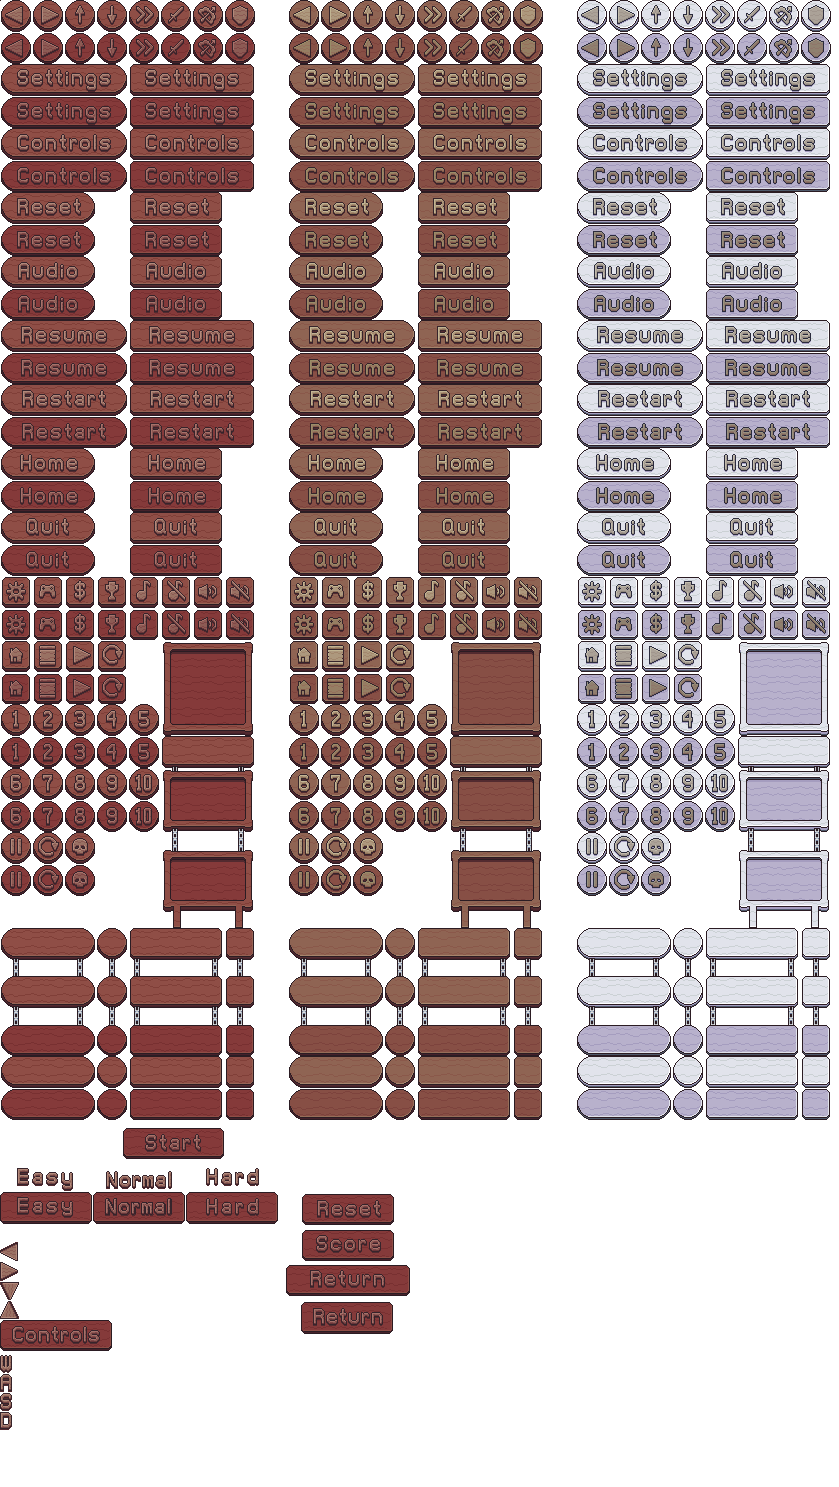 Settings Settings Settings Settings Settings Settings
Settings Settings Settings Settings Settings Settings
Controls Controls Controls Controls Controls Controls
Controls Controls Controls Controls Controls Controls
Reset Reset Reset Reset Reset Reset
Reset Reset Reset Reset Reset Reset
Audio Audio Audio Audio Audio Audio
Audio Audio Audio Audio Audio Audio
Resume Resume Resume Resume Resume Resume
Resume Resume Resume Resume Resume Resume
Restart Restart Restart Restart Restart Restart
Restart Restart Restart Restart Restart Restart
Home Home Home Home Home Home
Home Home Home Home Home Home
Quit Quit Quit Quit Quit Quit
Quit Quit Quit Quit Quit Quit
$ $ $
$ $ $
1 2 3 4 5 1 2 3 4 5 1 2 3 4 5
1 2 3 4 5 1 2 3 4 5 1 2 3 4 5
6 7 8 9 10 6 7 8 9 10 6 7 8 9 10
6 7 8 9 10 6 7 8 9 10 6 7 8 9 10
Start
Easy Normal Hard
Easy Normal Hard
Reset
Score
Return
Return
Controls
W
A
S
D